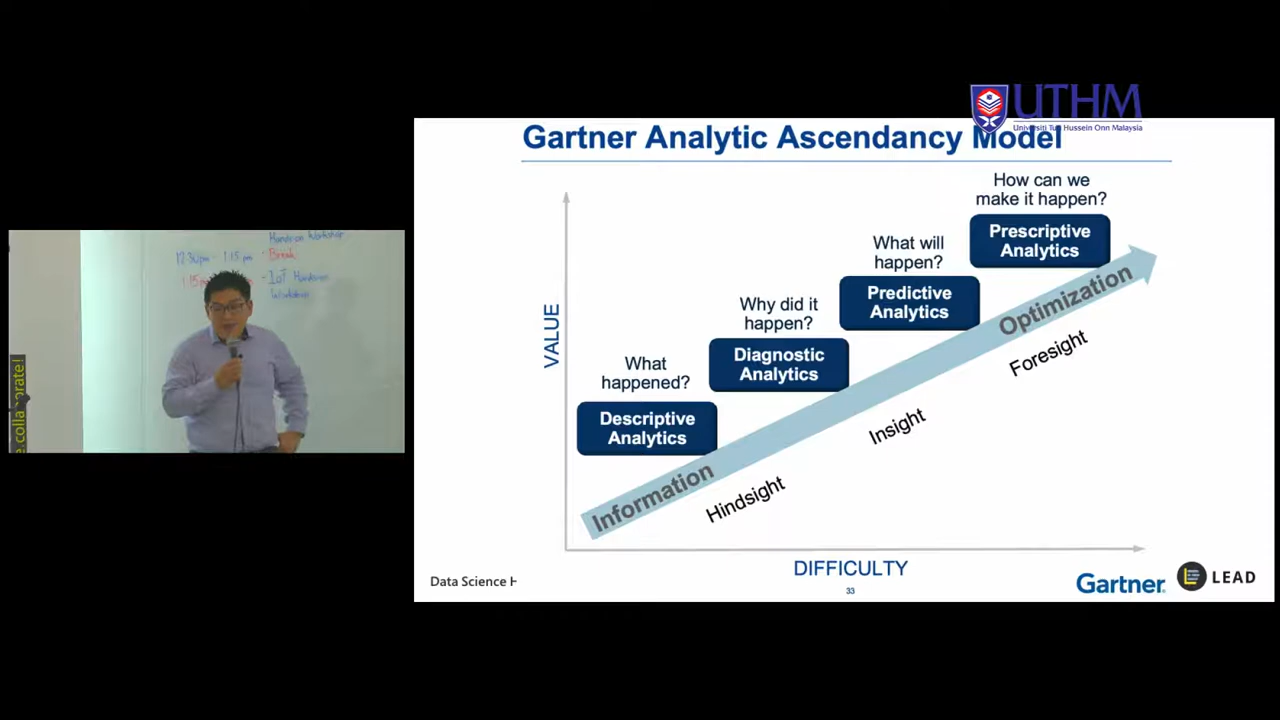 UTHM
Universiti Tun Hussein Onn Malaysia
Gartner Analytic Ascendancy Model
How can we
make it happen?
Prescriptive
Analytics
What will
happen?
Predictive
Analytics
Why did it
happen?
Diagnostic
Analytics
What
happened?
Descriptive
Analytics
VALUE
Information
Optimization
Hindsight
Insight
Foresight
DIFFICULTY
Data Science H
33
Gartner
LEAD
Hands on Workshop
12.30pm - 1.15 pm - Break
1.15 - IoT Hands on
Workshop
e collaborate!